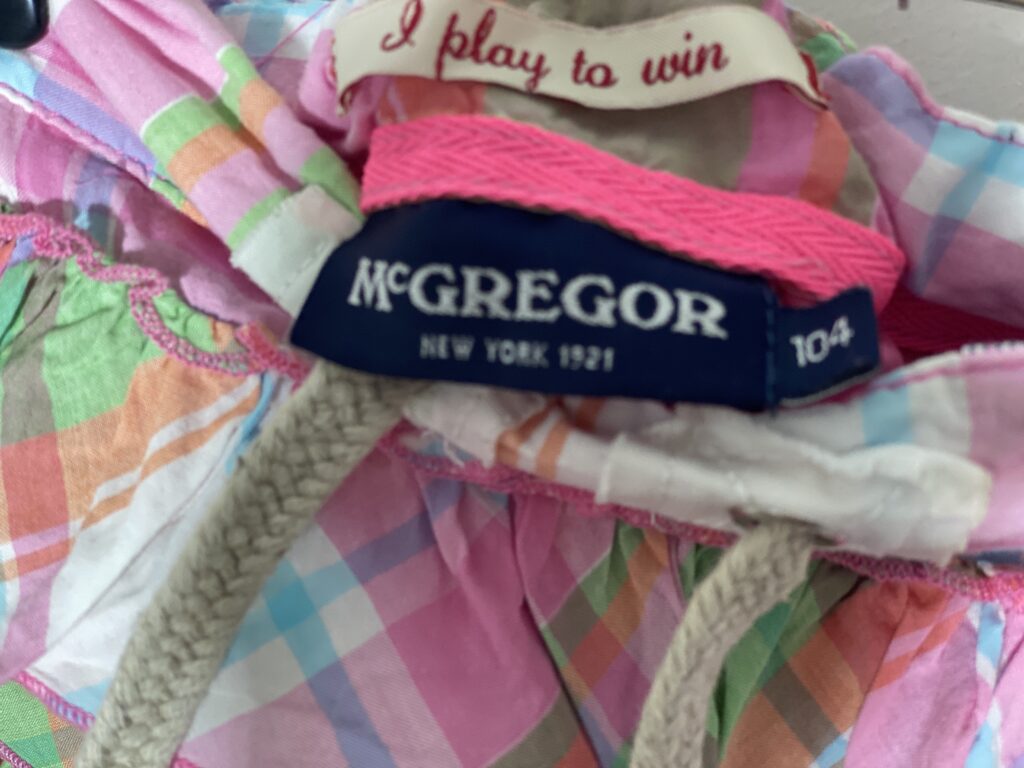 I play to win
McGREGOR
NEW YORK 1921
104